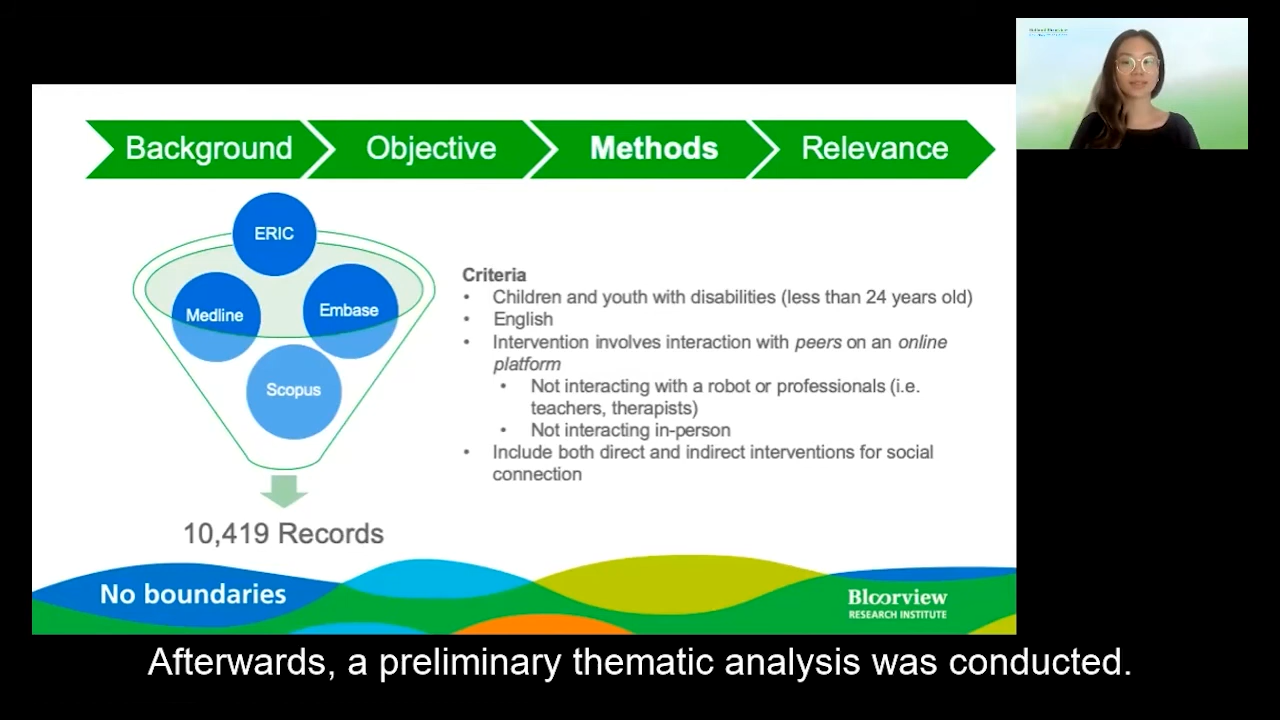 Background
Objective
Methods
Relevance
ERIC
Medline
Embase
Scopus
10,419 Records
Criteria
• Children and youth with disabilities (less than 24 years old)
• English
• Intervention involves interaction with peers on an online
platform
• Not interacting with a robot or professionals (i.e.
teachers, therapists)
• Not interacting in-person
• Include both direct and indirect interventions for social
connection
No boundaries
Bloorview
RESEARCH INSTITUTE
Afterwards, a preliminary thematic analysis was conducted.